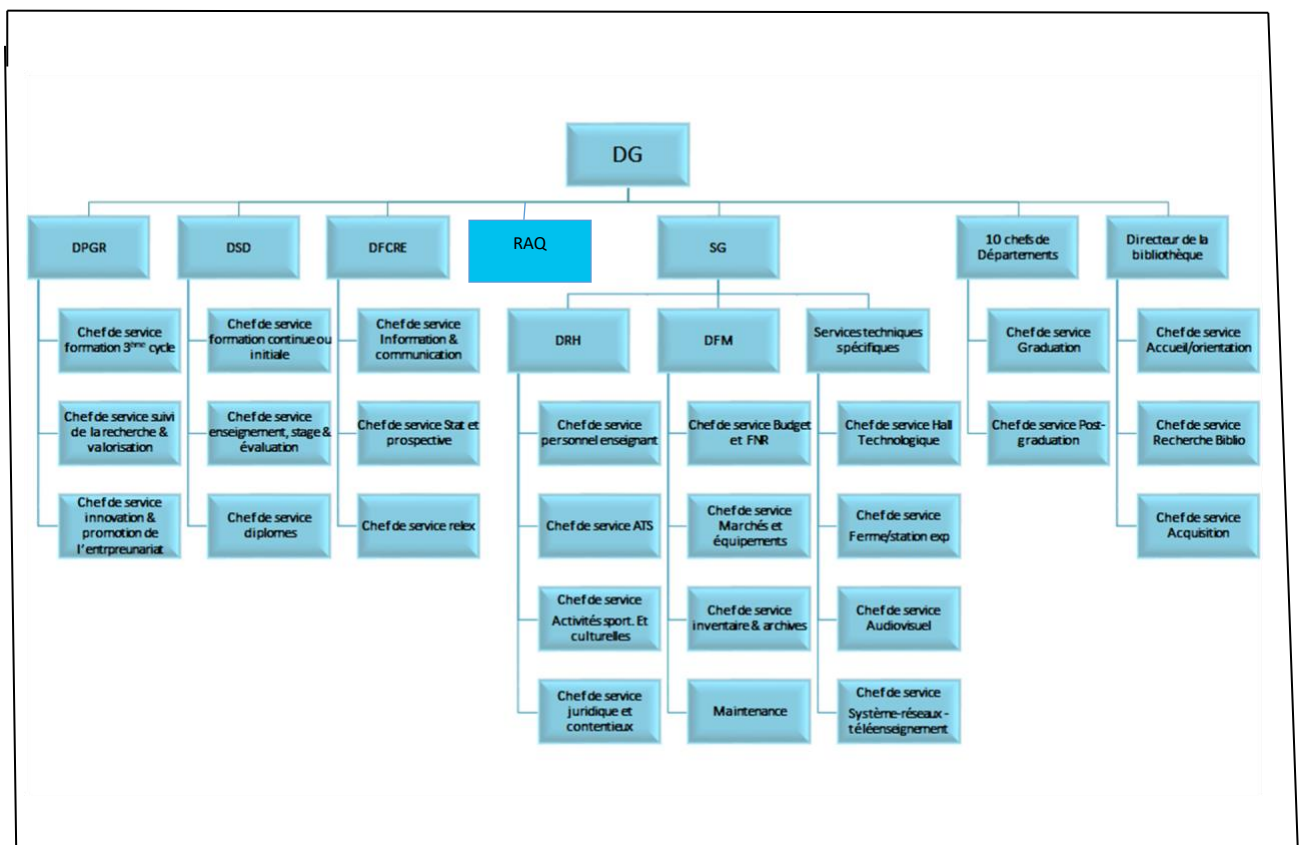 DG
DPGR
DSD
DFCRE
RAQ
SG
10 chefs de
Départements
Directeur de la
bibliothèque
Chef de service
formation 3ème cycle
Chef de service suivi
de la recherche &
valorisation
Chef de service
innovation &
promotion de
l'entrpreunariat
Chef de service
formation continue ou
initiale
Chef de service
enseignement, stage &
évaluation
Chef de service
diplomes
Chef de service
Information &
communication
Chef de service Stat et
prospective
Chef de service relex
DRH
DFM
Services techniques
spécifiques
Chef de service
personnel enseignant
Chef de service ATS
Chef de service
Activités sport. Et
culturelles
Chef de service
juridique et
contentieux
Chef de service Budget
et FNR
Chef de service
Marchés et
équipements
Chef de service
inventaire & archives
Maintenance
Chef de service Hall
Technologique
Chef de service
Ferme/station exp
Chef de service
Audiovisuel
Chef de service
Système-réseaux -
téléenseignement
Chef de service
Graduation
Chef de service Post-
graduation
Chef de service
Accueil/orientation
Chef de service
Recherche Biblio
Chef de service
Acquisition